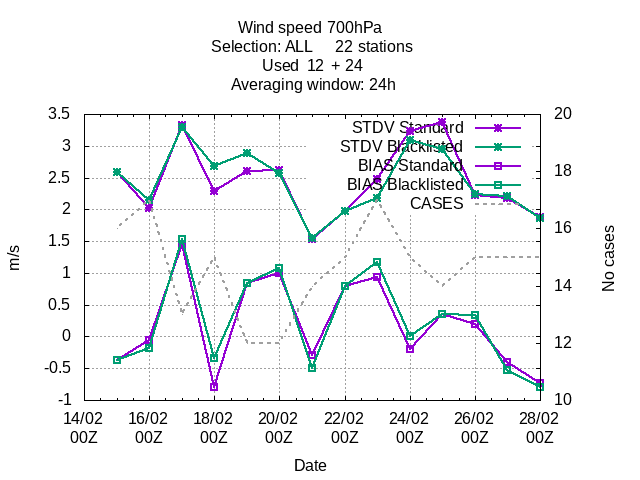 Wind speed 700hPa
Selection: ALL 22 stations
Used 12 + 24
Averaging window: 24h
3.5
3
2.5
2
1.5
1
0.5
0
-0.5
-1
m/s
STDV Standard
STDV Blacklisted
BIAS Standard
BIAS Blacklisted
CASES
20
18
16
14
12
10
No cases
14/02 16/02 18/02 20/02 22/02 24/02 26/02 28/02
00Z 00Z 00Z 00Z 00Z 00Z 00Z 00Z
Date